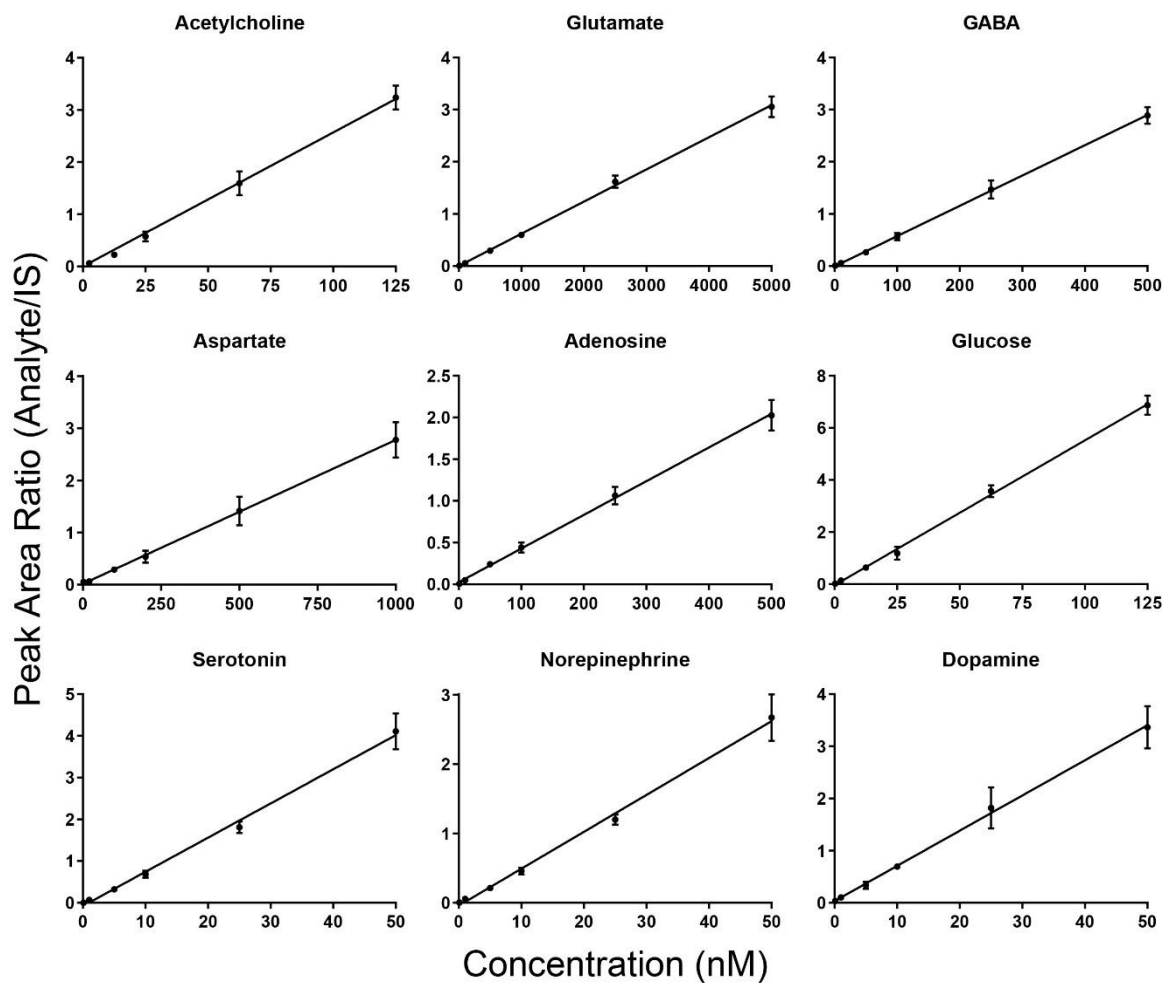 Peak Area Ratio (Analyte/IS)
Acetylcholine
4
3
2
1
0
0 25 50 75 100 125
Glutamate
4
3
2
1
0
0 1000 2000 3000 4000 5000
GABA
4
3
2
1
0
0 100 200 300 400 500
Aspartate
4
3
2
1
0
0 250 500 750 1000
Adenosine
2.5
2.0
1.5
1.0
0.5
0.0
0 100 200 300 400 500
Glucose
8
6
4
2
0
0 25 50 75 100 125
Serotonin
5
4
3
2
1
0
0 10 20 30 40 50
Norepinephrine
3
2
1
0
0 10 20 30 40 50
Dopamine
4
3
2
1
0
0 10 20 30 40 50
Concentration (nM)